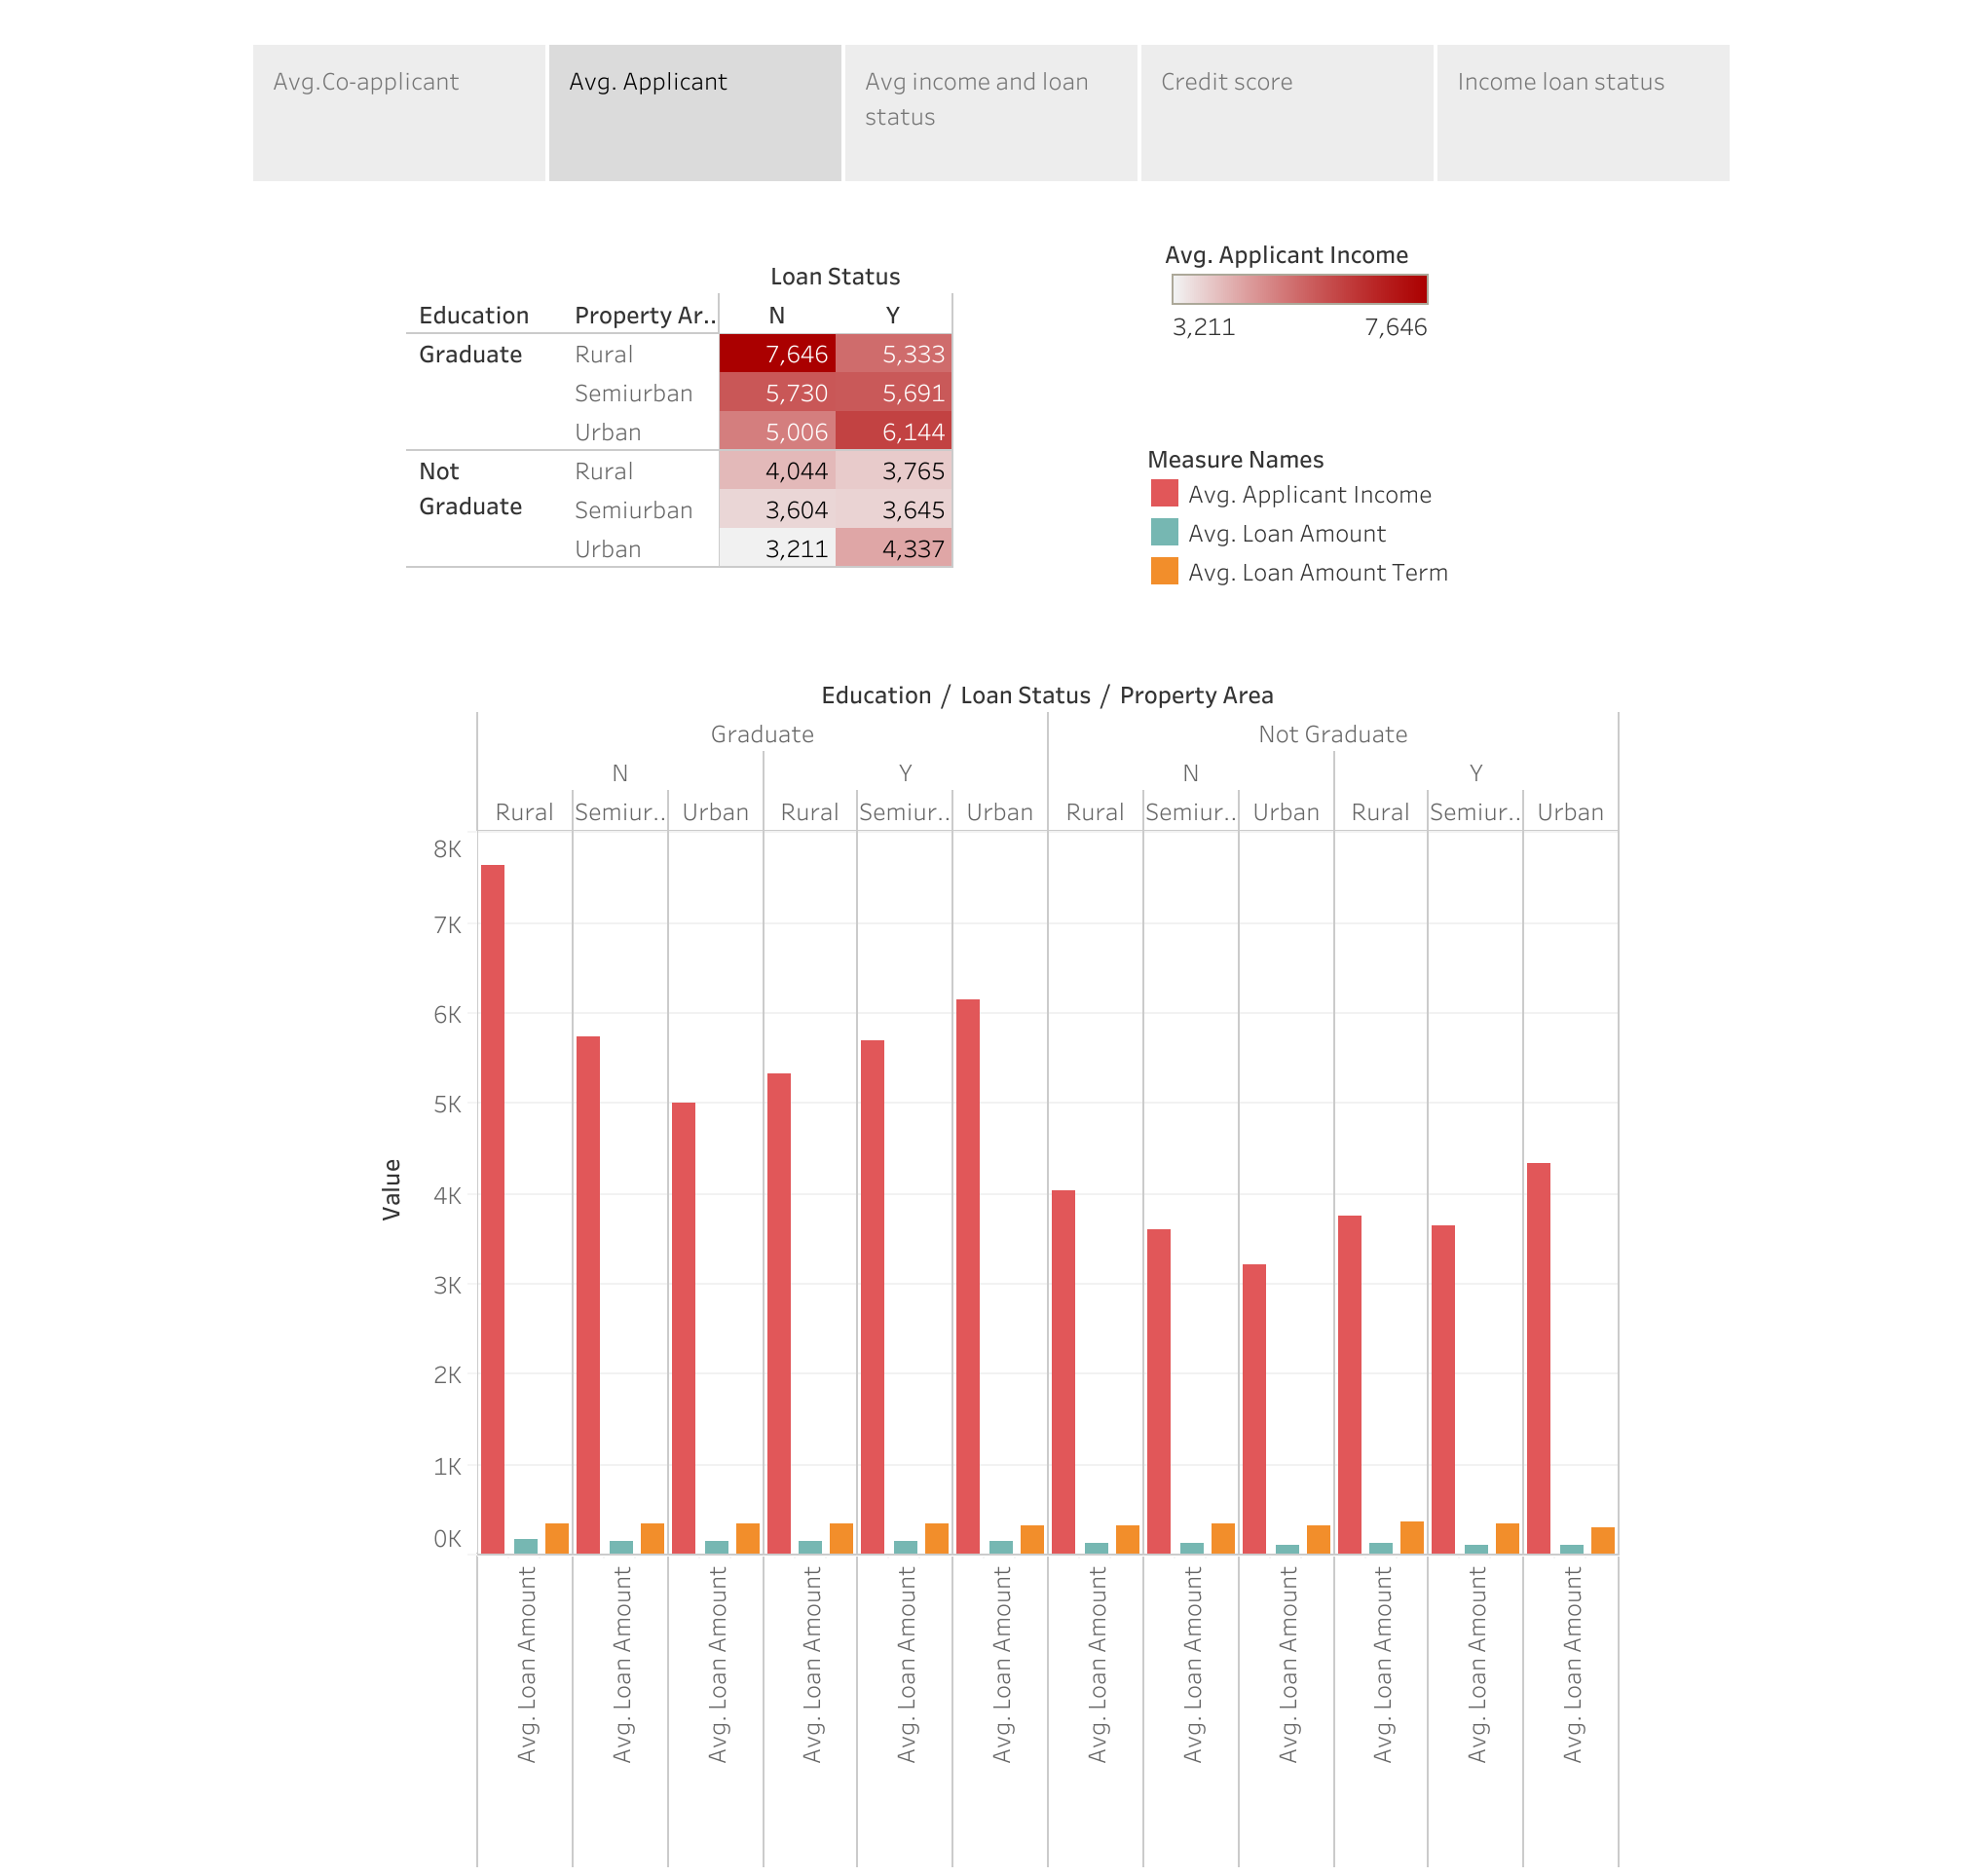 Avg.Co-applicant
Avg. Applicant
Avg income and loan
status
Credit score
Income loan status
Loan Status
Education Property Ar.. N Y
Graduate Rural 7,646 5,333
Semiurban 5,730 5,691
Urban 5,006 6,144
Not Rural 4,044 3,765
Graduate Semiurban 3,604 3,645
Urban 3,211 4,337
Avg. Applicant Income
3,211 7,646
Measure Names
Avg. Applicant Income
Avg. Loan Amount
Avg. Loan Amount Term
Education / Loan Status / Property Area
Graduate Not Graduate
N Y N Y
Rural Semiur.. Urban Rural Semiur.. Urban Rural Semiur.. Urban Rural Semiur.. Urban
8K
7K
6K
5K
4K
3K
2K
1K
0K
Value
Avg. Loan Amount
Avg. Loan Amount
Avg. Loan Amount
Avg. Loan Amount
Avg. Loan Amount
Avg. Loan Amount
Avg. Loan Amount
Avg. Loan Amount
Avg. Loan Amount
Avg. Loan Amount
Avg. Loan Amount
Avg. Loan Amount